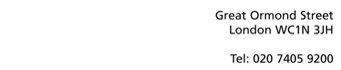 Great Ormond Street
London WC1N 3JH
Tel: 020 7405 9200